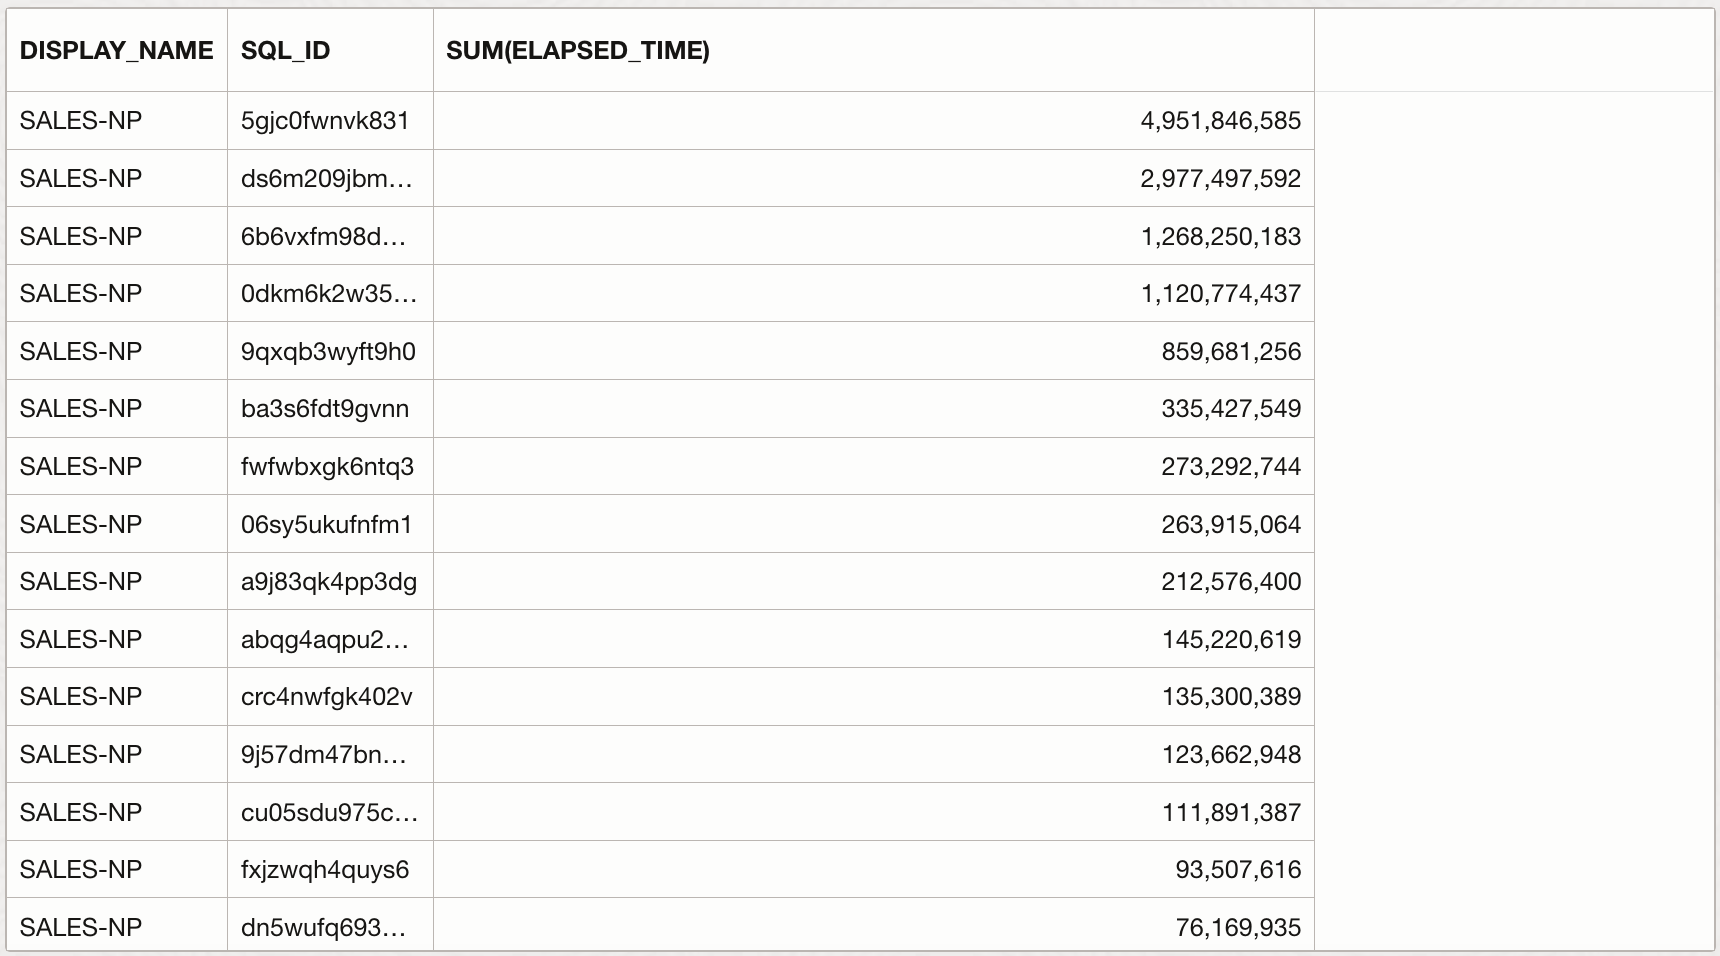 DISPLAY_NAME SQL_ID SUM(ELAPSED_TIME)
SALES-NP 5gjc0fwnvk831 4,951,846,585
SALES-NP ds6m209jbm... 2,977,497,592
SALES-NP 6b6vxfm98d... 1,268,250,183
SALES-NP 0dkm6k2w35... 1,120,774,437
SALES-NP 9qxqb3wyft9h0 859,681,256
SALES-NP ba3s6fdt9gvnn 335,427,549
SALES-NP fwfwbxgk6ntq3 273,292,744
SALES-NP 06sy5ukufnfm1 263,915,064
SALES-NP a9j83qk4pp3dg 212,576,400
SALES-NP abqg4aqpu2... 145,220,619
SALES-NP crc4nwfgk402v 135,300,389
SALES-NP 9j57dm47bn... 123,662,948
SALES-NP cu05sdu975c... 111,891,387
SALES-NP fxjzwqh4quys6 93,507,616
SALES-NP dn5wufq693... 76,169,935